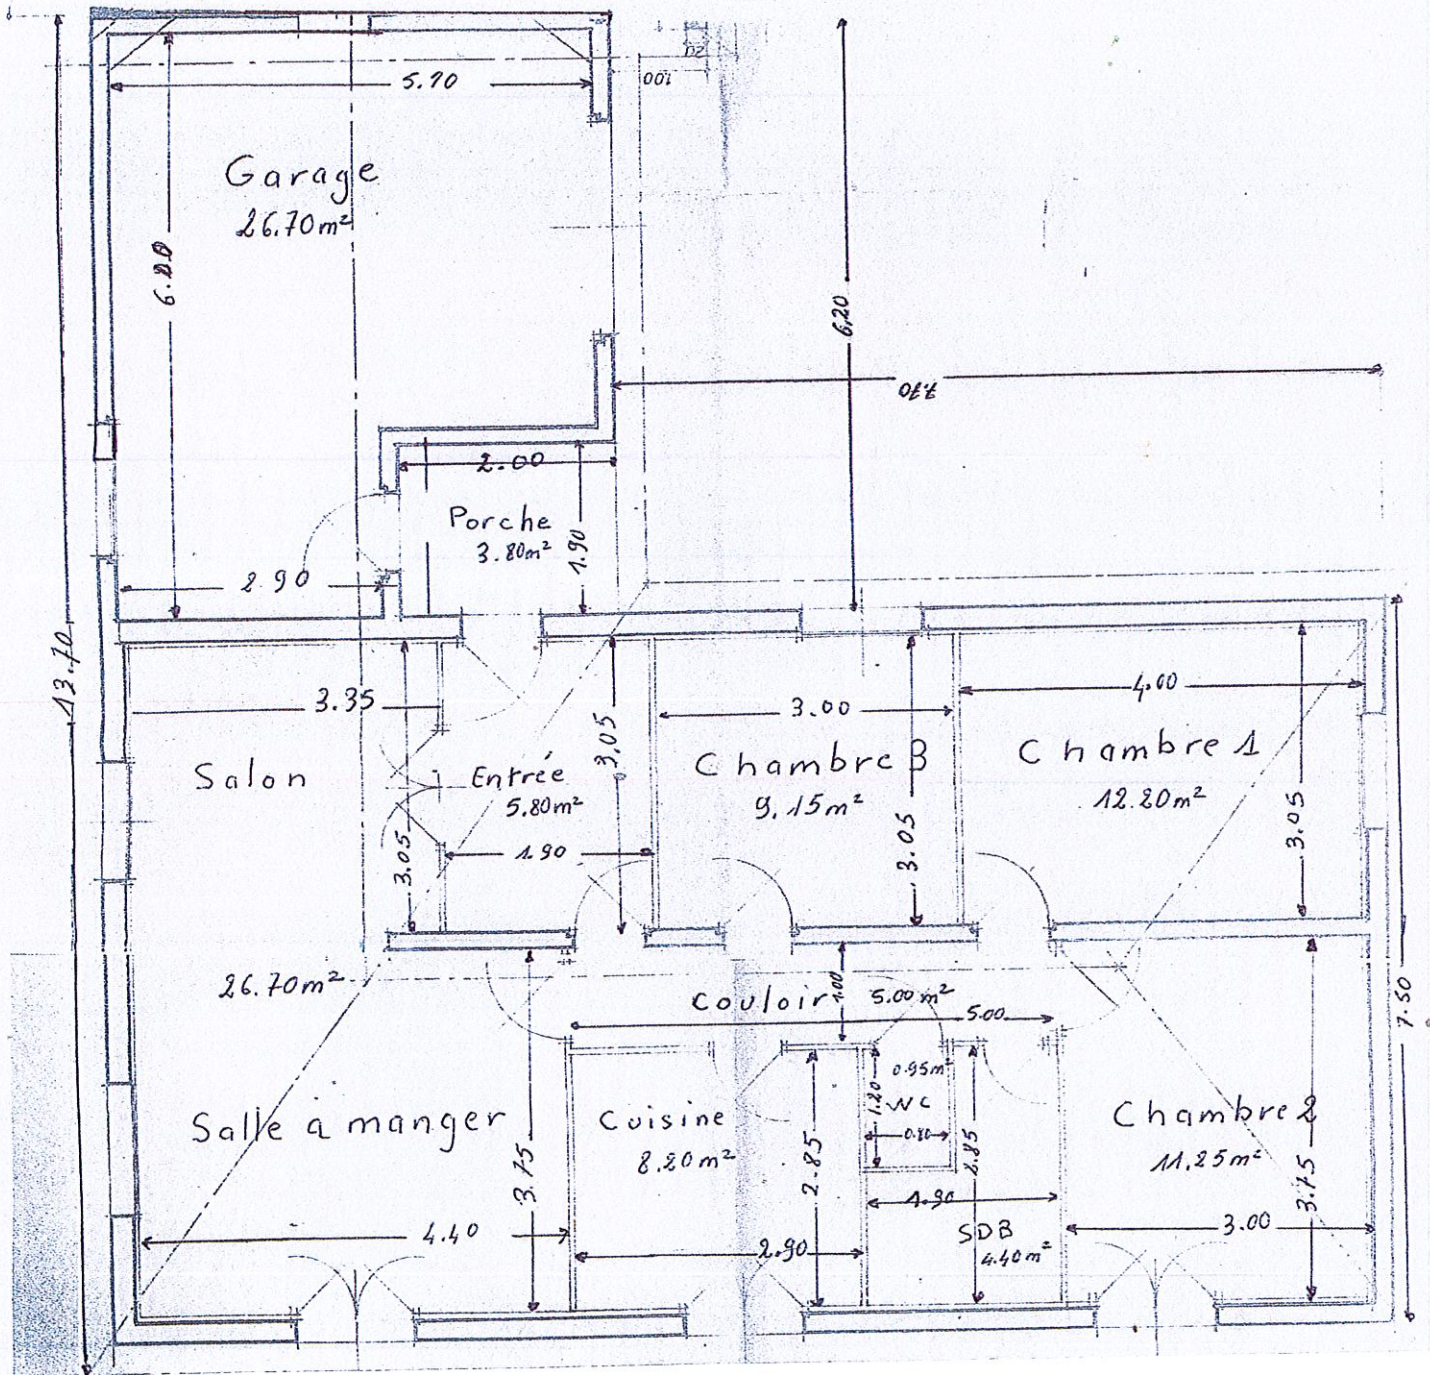 5.70
20
100
Garage
26.70m²
6.00
6,20
7.70
2.00
Porche
3.80m²
1.90
2.90
13.70
3.35
3.05
3.00
4.00
Salon
Entrée
5.80m²
Chambre 3
9.15m²
Chambre 1
12.20m²
3.05
1.90
3.05
3.05
26.70m²
couloir
1.00
5.00m²
5.00
7.50
0.95m²
1.20
WC
0.80
Salle à manger
Cuisine
8.20m²
Chambre 2
11.25m²
3.75
2.85
2.85
1.90
3.75
4.40
2.90
SDB
4.40m²
3.00